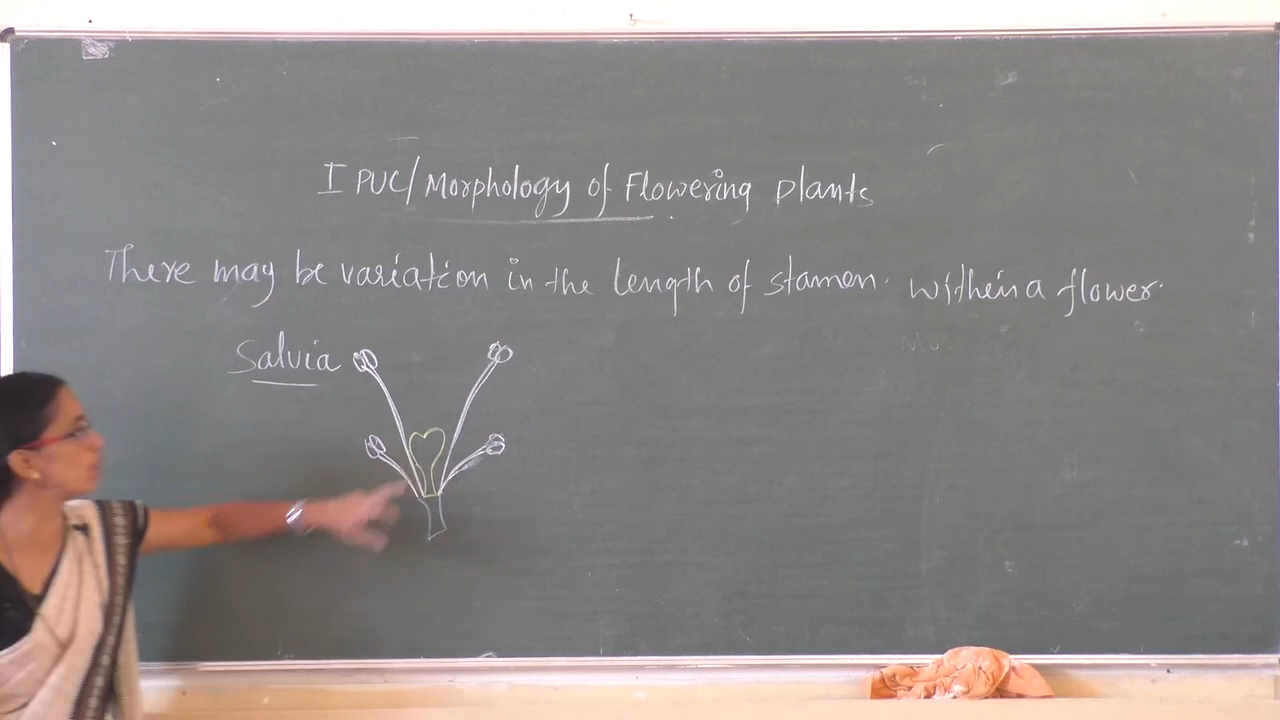 I PUC/Morphology of Flowering plants
There may be variation in the length of stamen. within a flower.
Salvia